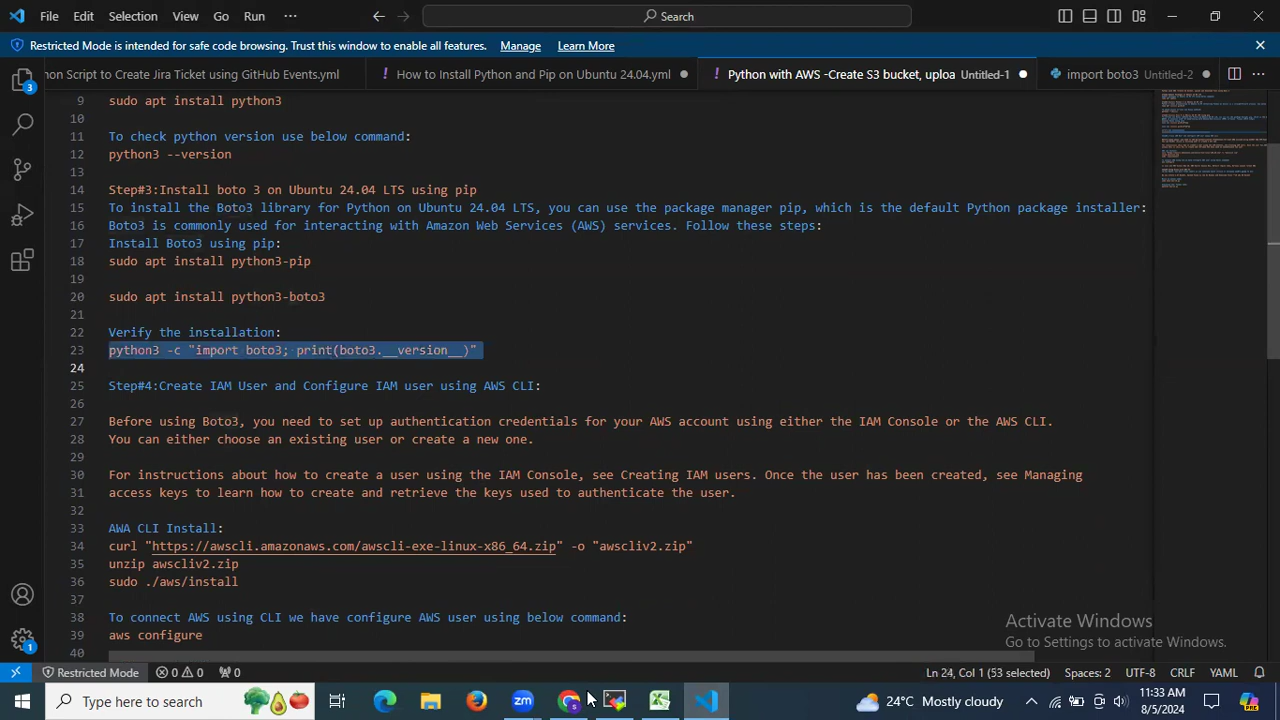 File Edit Selection View Go Run ··· Search
Restricted Mode is intended for safe code browsing. Trust this window to enable all features. Manage Learn More
on Script to Create Jira Ticket using GitHub Events.yml ! How to Install Python and Pip on Ubuntu 24.04.yml ! Python with AWS -Create S3 bucket, uploa Untitled-1 ! import boto3 Untitled-2
9 sudo apt install python3
10
11 To check python version use below command:
12 python3 --version
13
14 Step#3:Install boto 3 on Ubuntu 24.04 LTS using pip
15 To install the Boto3 library for Python on Ubuntu 24.04 LTS, you can use the package manager pip, which is the default Python package installer:
16 Boto3 is commonly used for interacting with Amazon Web Services (AWS) services. Follow these steps:
17 Install Boto3 using pip:
18 sudo apt install python3-pip
19
20 sudo apt install python3-boto3
21
22 Verify the installation:
23 python3 -c "import boto3; print(boto3.__version__)"
24
25 Step#4:Create IAM User and Configure IAM user using AWS CLI:
26
27 Before using Boto3, you need to set up authentication credentials for your AWS account using either the IAM Console or the AWS CLI.
28 You can either choose an existing user or create a new one.
29
30 For instructions about how to create a user using the IAM Console, see Creating IAM users. Once the user has been created, see Managing
31 access keys to learn how to create and retrieve the keys used to authenticate the user.
32
33 AWA CLI Install:
34 curl "https://awscli.amazonaws.com/awscli-exe-linux-x86_64.zip" -o "awscliv2.zip"
35 unzip awscliv2.zip
36 sudo ./aws/install
37
38 To connect AWS using CLI we have configure AWS user using below command:
39 aws configure
40
3
1
Activate Windows
Go to Settings to activate Windows.
Restricted Mode 0 0 0 Ln 24, Col 1 (53 selected) Spaces: 2 UTF-8 CRLF YAML
Type here to search zm 24°C Mostly cloudy 11:33 AM
8/5/2024